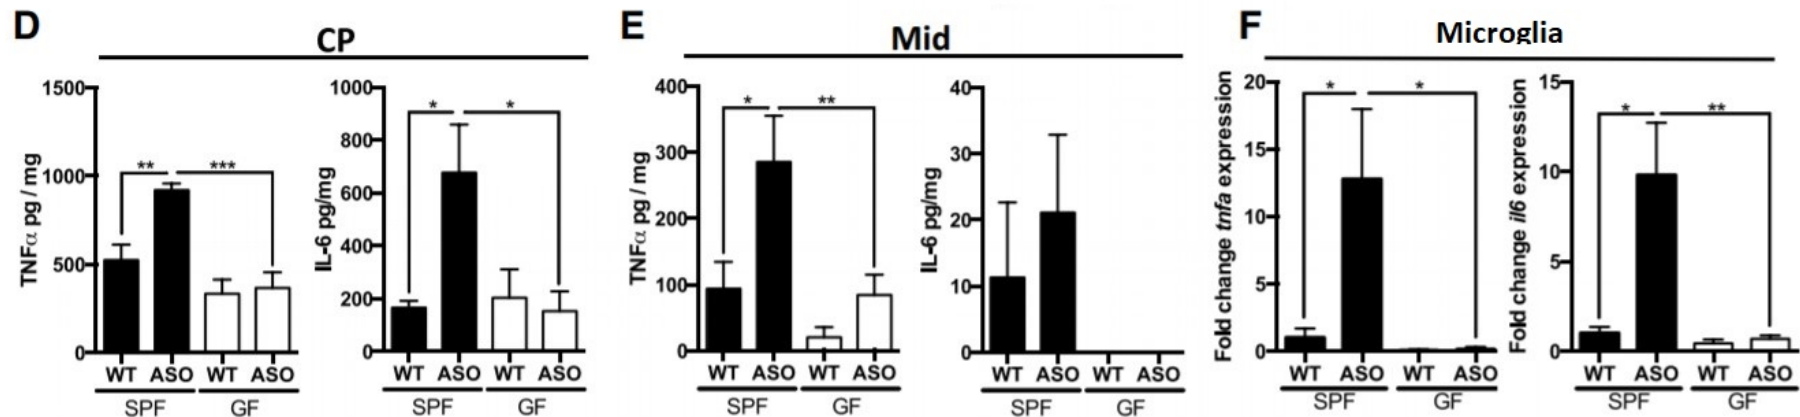 D
CP
TNFα pg / mg
1500
1000
500
0
** ***
WT ASO WT ASO
SPF GF
IL-6 pg/mg
1000
800
600
400
200
0
* *
WT ASO WT ASO
SPF GF
E
Mid
TNFα pg / mg
400
300
200
100
0
* **
WT ASO WT ASO
SPF GF
IL-6 pg/mg
40
30
20
10
0
WT ASO WT ASO
SPF GF
F
Microglia
Fold change tnfa expression
20
15
10
5
0
* *
WT ASO WT ASO
SPF GF
Fold change il6 expression
15
10
5
0
* **
WT ASO WT ASO
SPF GF